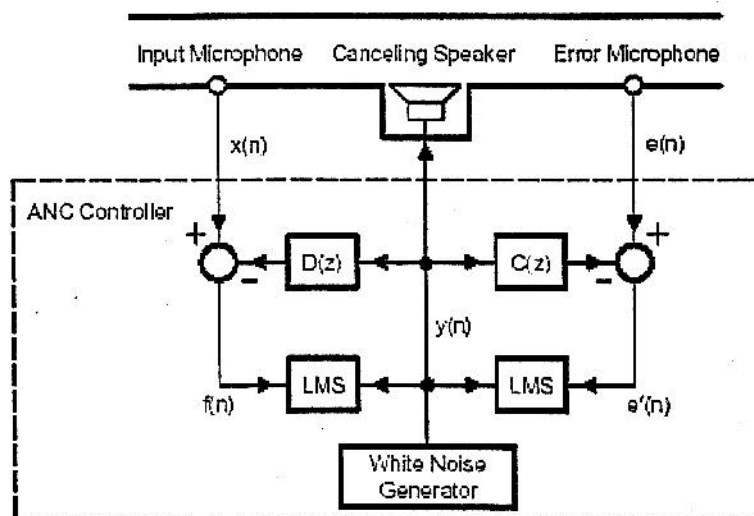 Input Microphone Canceling Speaker Error Microphone
x(n) e(n)
ANC Controller
+ +
D(z) C(z)
− −
y(n)
LMS LMS
f(n) e'(n)
White Noise
Generator